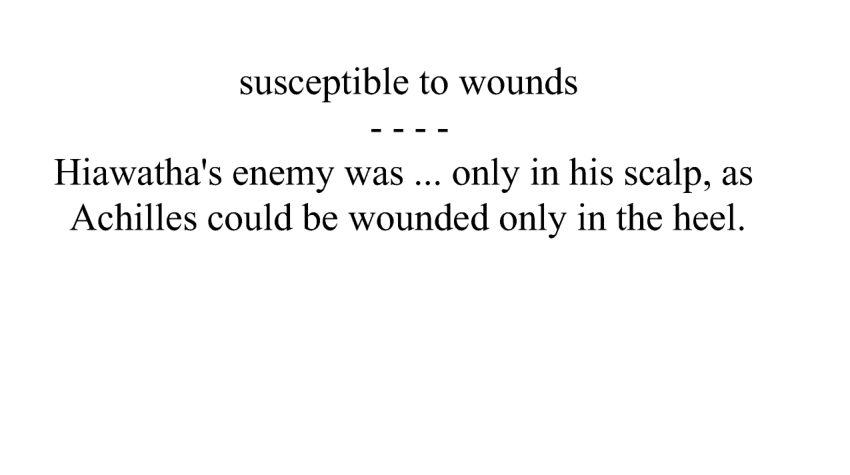 susceptible to wounds
- - - -
Hiawatha's enemy was ... only in his scalp, as
Achilles could be wounded only in the heel.